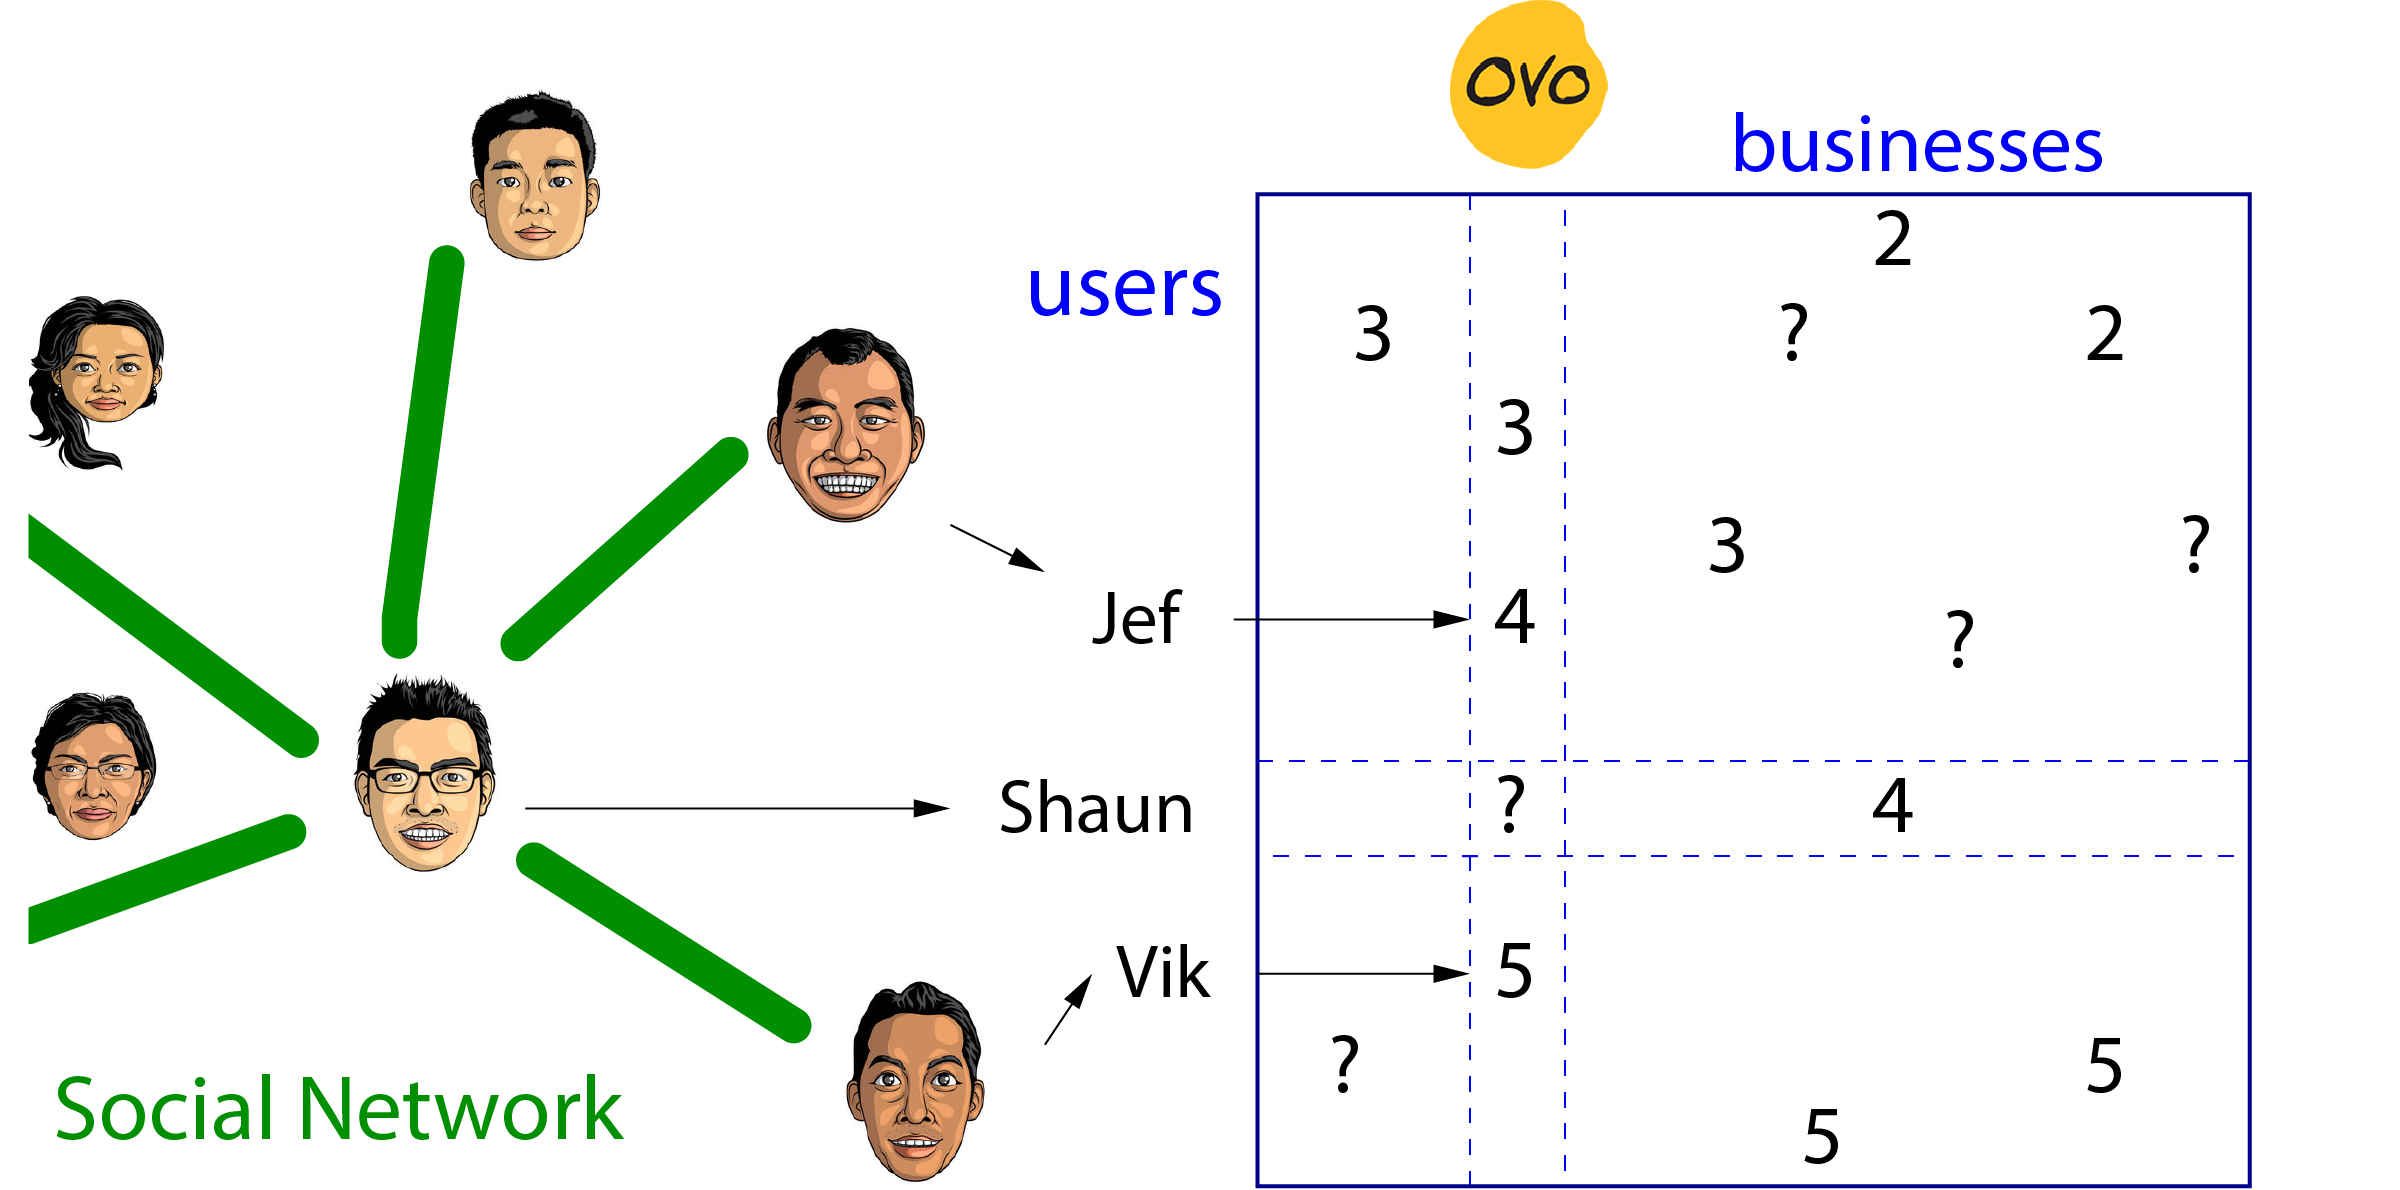 ovo
businesses
users
2
3 ? 2
3
3 ?
Jef 4 ?
Shaun ? 4
Vik 5
? 5
Social Network 5